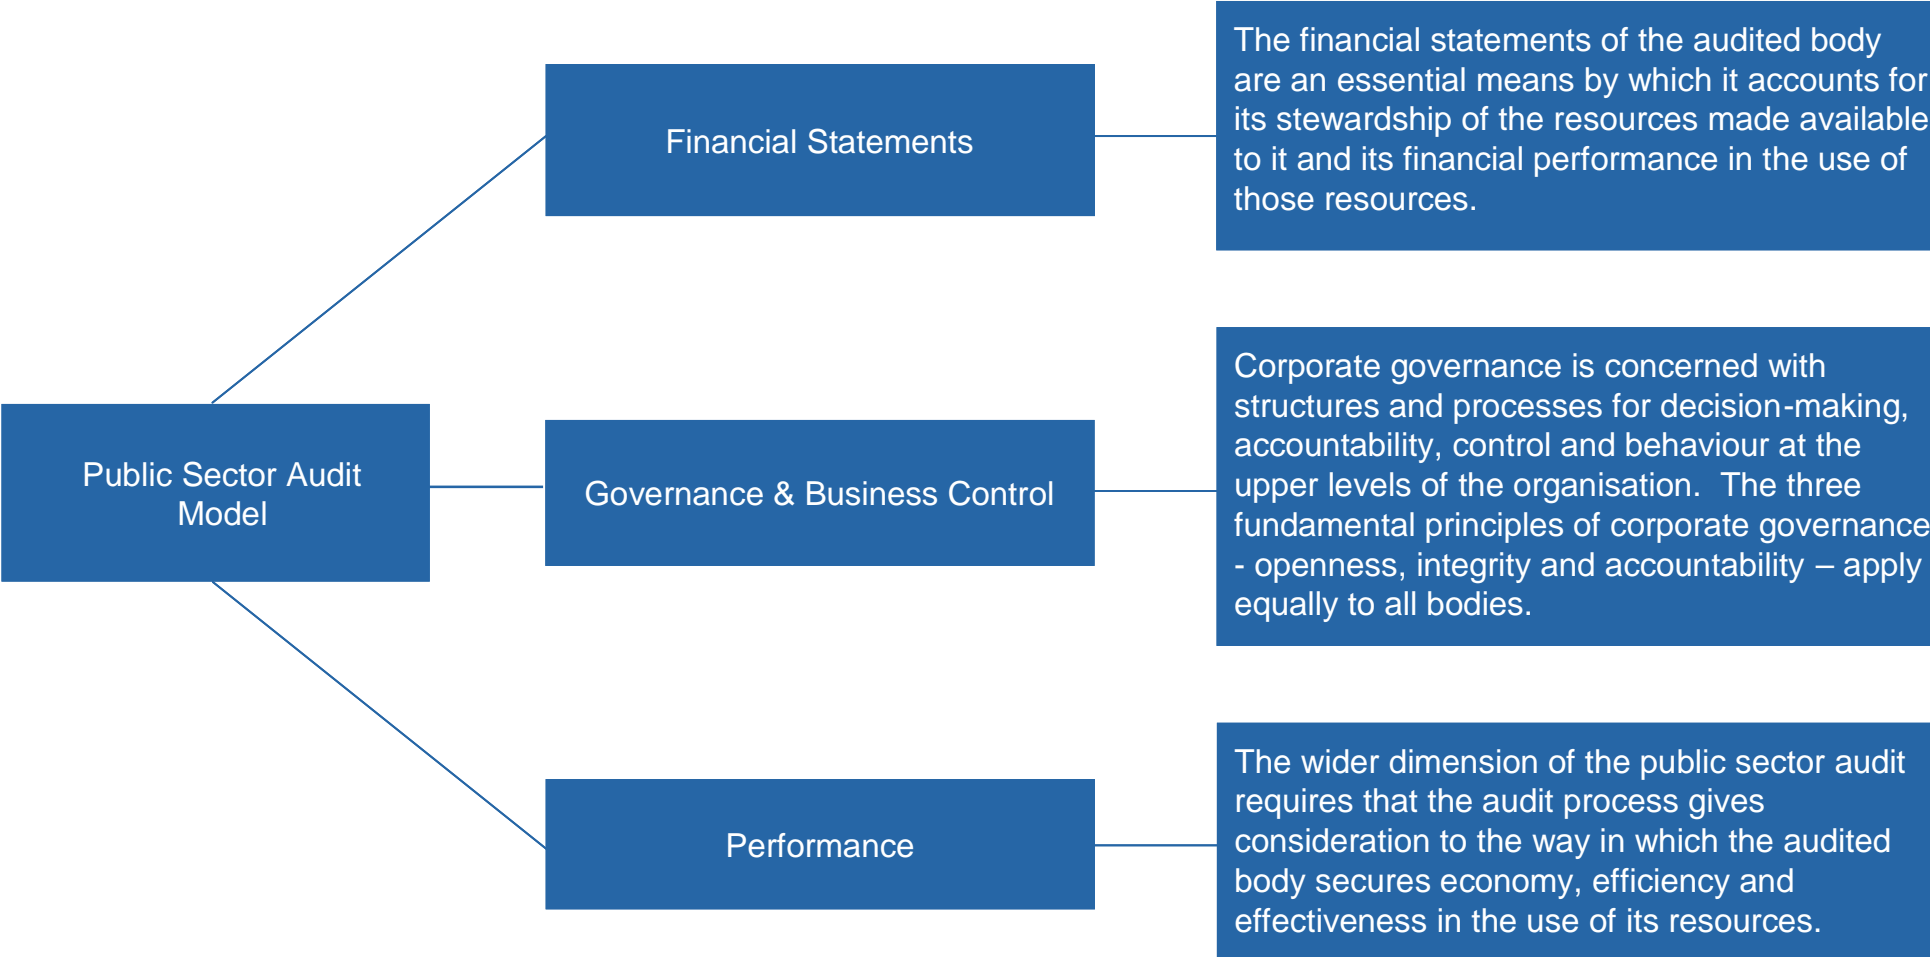 Public Sector Audit
Model
Financial Statements
The financial statements of the audited body
are an essential means by which it accounts for
its stewardship of the resources made available
to it and its financial performance in the use of
those resources.
Governance & Business Control
Corporate governance is concerned with
structures and processes for decision-making,
accountability, control and behaviour at the
upper levels of the organisation.  The three
fundamental principles of corporate governance
- openness, integrity and accountability – apply
equally to all bodies.
Performance
The wider dimension of the public sector audit
requires that the audit process gives
consideration to the way in which the audited
body secures economy, efficiency and
effectiveness in the use of its resources.